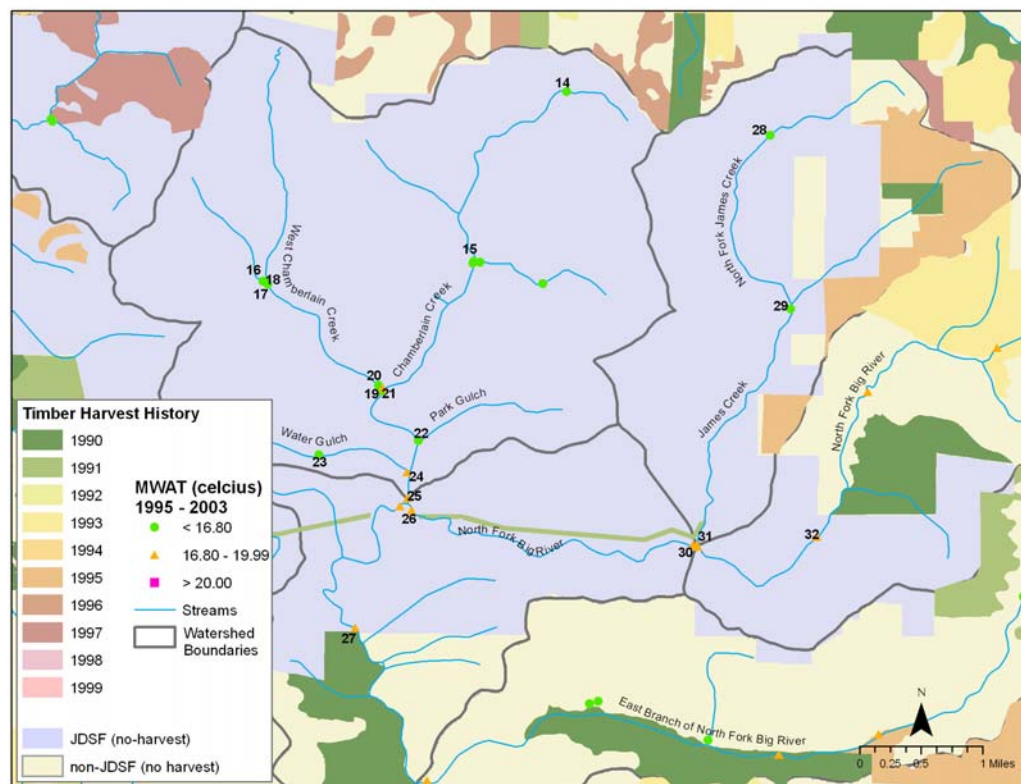 14
28
North Fork James Creek
15
16
18
17
West Chamberlain Creek
Chamberlain Creek
29
20
19
21
Park Gulch
James Creek
North Fork Big River
22
Water Gulch
23
24
25
26
North Fork BigRiver
31
30
32
27
East Branch of North Fork Big River
Timber Harvest History
1990
1991
1992
1993
1994
1995
1996
1997
1998
1999
JDSF (no-harvest)
non-JDSF (no harvest)
MWAT (celcius)
1995 - 2003
< 16.80
16.80 - 19.99
> 20.00
Streams
Watershed
Boundaries
N
0 0.25 0.5 1 Miles